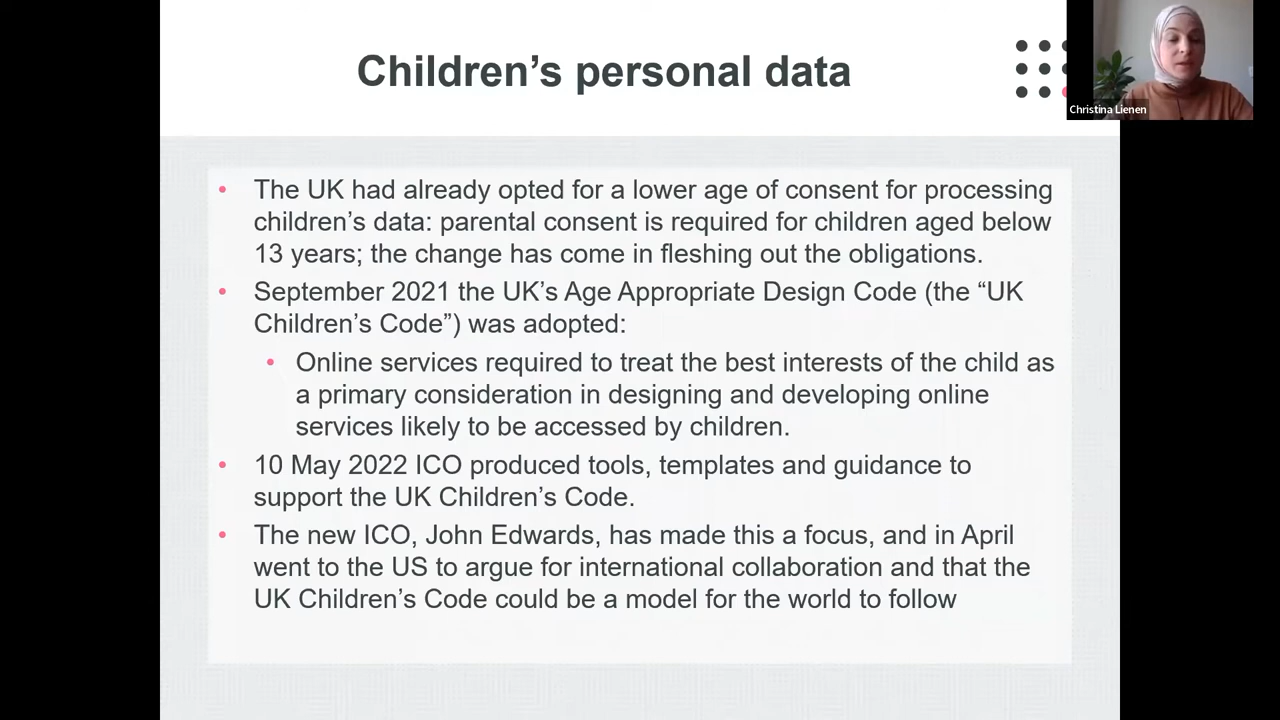 Children’s personal data
Christina Lienen
• The UK had already opted for a lower age of consent for processing
children’s data: parental consent is required for children aged below
13 years; the change has come in fleshing out the obligations.
• September 2021 the UK’s Age Appropriate Design Code (the “UK
Children’s Code”) was adopted:
• Online services required to treat the best interests of the child as
a primary consideration in designing and developing online
services likely to be accessed by children.
• 10 May 2022 ICO produced tools, templates and guidance to
support the UK Children’s Code.
• The new ICO, John Edwards, has made this a focus, and in April
went to the US to argue for international collaboration and that the
UK Children’s Code could be a model for the world to follow